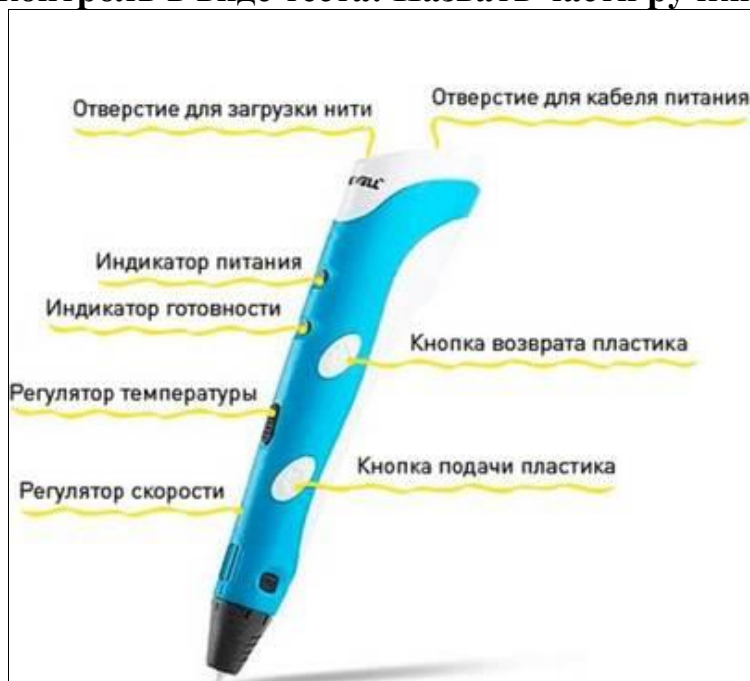 Отверстие для загрузки нити
Отверстие для кабеля питания
Индикатор питания
Индикатор готовности
Кнопка возврата пластика
Регулятор температуры
Кнопка подачи пластика
Регулятор скорости